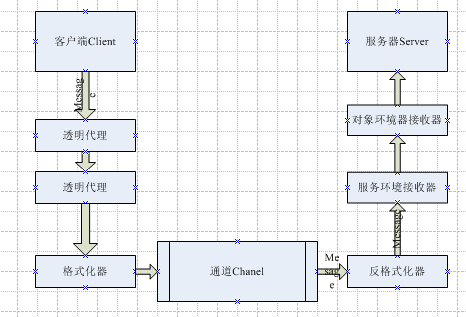 客户端Client
Message
透明代理
透明代理
格式化器
通道Chanel
Message
反格式化器
Message
服务环境接收器
对象环境器接收器
服务器Server